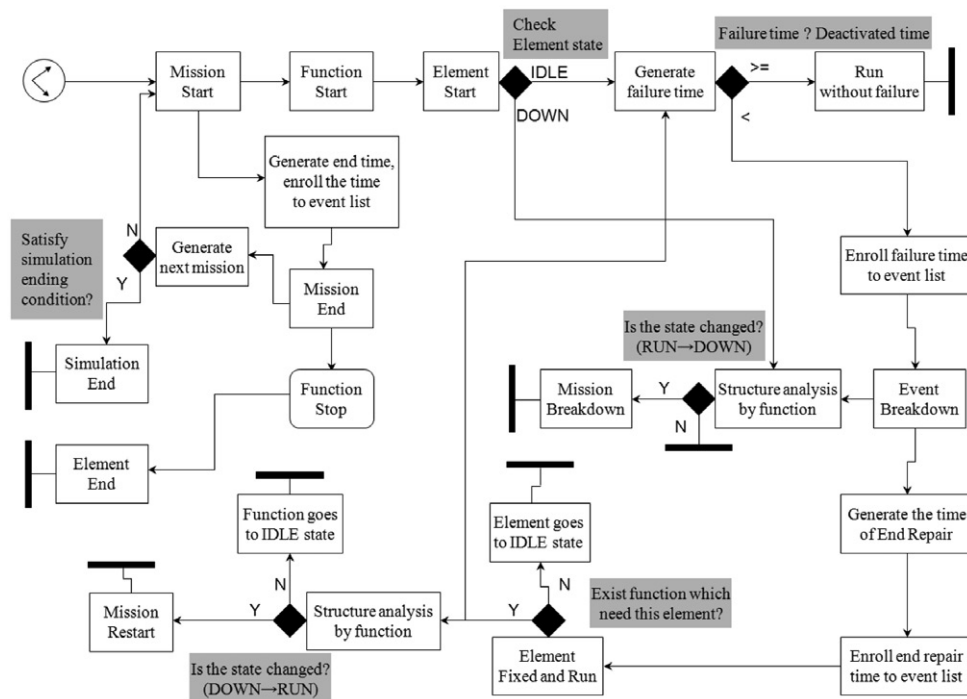 Check
Element state
Failure time ? Deactivated time
Mission
Start
Function
Start
Element
Start
IDLE
DOWN
Generate
failure time
>=
<
Run
without failure
Generate end time,
enroll the time
to event list
Satisfy
simulation
ending
condition?
N
Y
Generate
next mission
Mission
End
Enroll failure time
to event list
Is the state changed?
(RUN→DOWN)
Simulation
End
Function
Stop
Mission
Breakdown
Y
N
Structure analysis
by function
Event
Breakdown
Element
End
Function goes
to IDLE state
Element goes
to IDLE state
Generate the time
of End Repair
Mission
Restart
Y
N
Structure analysis
by function
Y
N
Exist function which
need this element?
Is the state changed?
(DOWN→RUN)
Element
Fixed and Run
Enroll end repair
time to event list